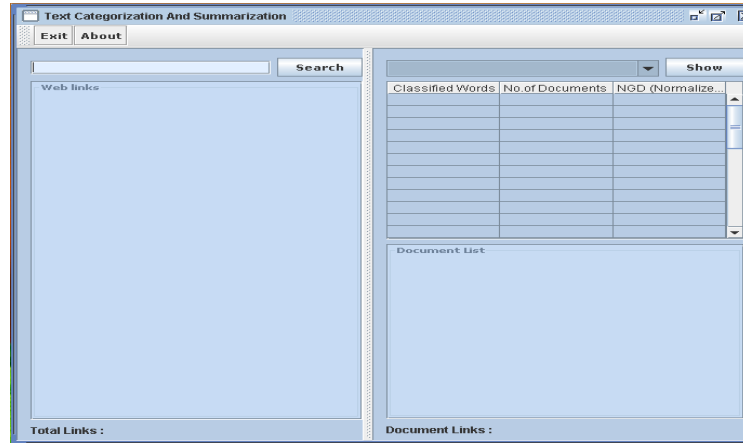 Text Categorization And Summarization
Exit About
Search
Web links
Total Links :
Show
Classified Words No.of Documents NGD (Normalize...
Document List
Document Links :